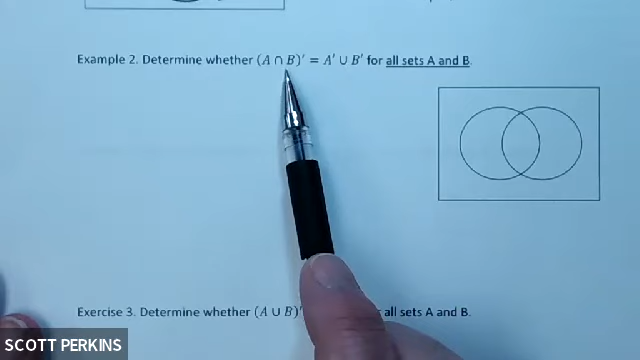 Example 2. Determine whether (A ∩ B)′ = A′ ∪ B′ for all sets A and B.
Exercise 3. Determine whether (A ∪ B)′ all sets A and B.
SCOTT PERKINS